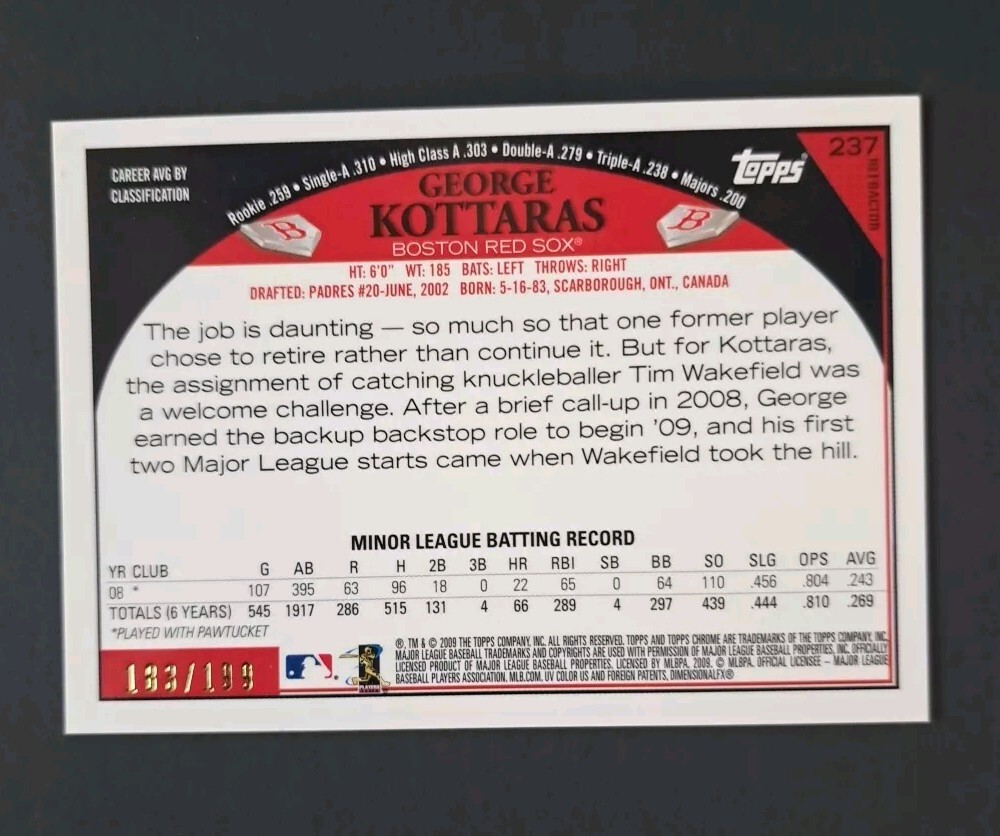 CAREER AVG BY
CLASSIFICATION
Rookie .259 • Single-A .310 • High Class A .303 • Double-A .279 • Triple-A .238 • Majors .200
topps
237
REFRACTOR
GEORGE
KOTTARAS
BOSTON RED SOX®
B
B
HT: 6'0" WT: 185 BATS: LEFT THROWS: RIGHT
DRAFTED: PADRES #20-JUNE, 2002 BORN: 5-16-83, SCARBOROUGH, ONT., CANADA
The job is daunting — so much so that one former player
chose to retire rather than continue it. But for Kottaras,
the assignment of catching knuckleballer Tim Wakefield was
a welcome challenge. After a brief call-up in 2008, George
earned the backup backstop role to begin '09, and his first
two Major League starts came when Wakefield took the hill.
MINOR LEAGUE BATTING RECORD
YR CLUB G AB R H 2B 3B HR RBI SB BB SO SLG OPS AVG
08 * 107 395 63 96 18 0 22 65 0 64 110 .456 .804 .243
TOTALS (6 YEARS) 545 1917 286 515 131 4 66 289 4 297 439 .444 .810 .269
*PLAYED WITH PAWTUCKET
183/199
®, TM & © 2009 THE TOPPS COMPANY, INC. ALL RIGHTS RESERVED. TOPPS AND TOPPS CHROME ARE TRADEMARKS OF THE TOPPS COMPANY, INC.
MAJOR LEAGUE BASEBALL TRADEMARKS AND COPYRIGHTS ARE USED WITH PERMISSION OF MAJOR LEAGUE BASEBALL PROPERTIES, INC. OFFICIALLY
LICENSED PRODUCT OF MAJOR LEAGUE BASEBALL PROPERTIES. LICENSED BY MLBPA, 2009. © MLBPA. OFFICIAL LICENSEE – MAJOR LEAGUE
BASEBALL PLAYERS ASSOCIATION. MLB.COM. UV COLOR US AND FOREIGN PATENTS, DIMENSIONALFX®